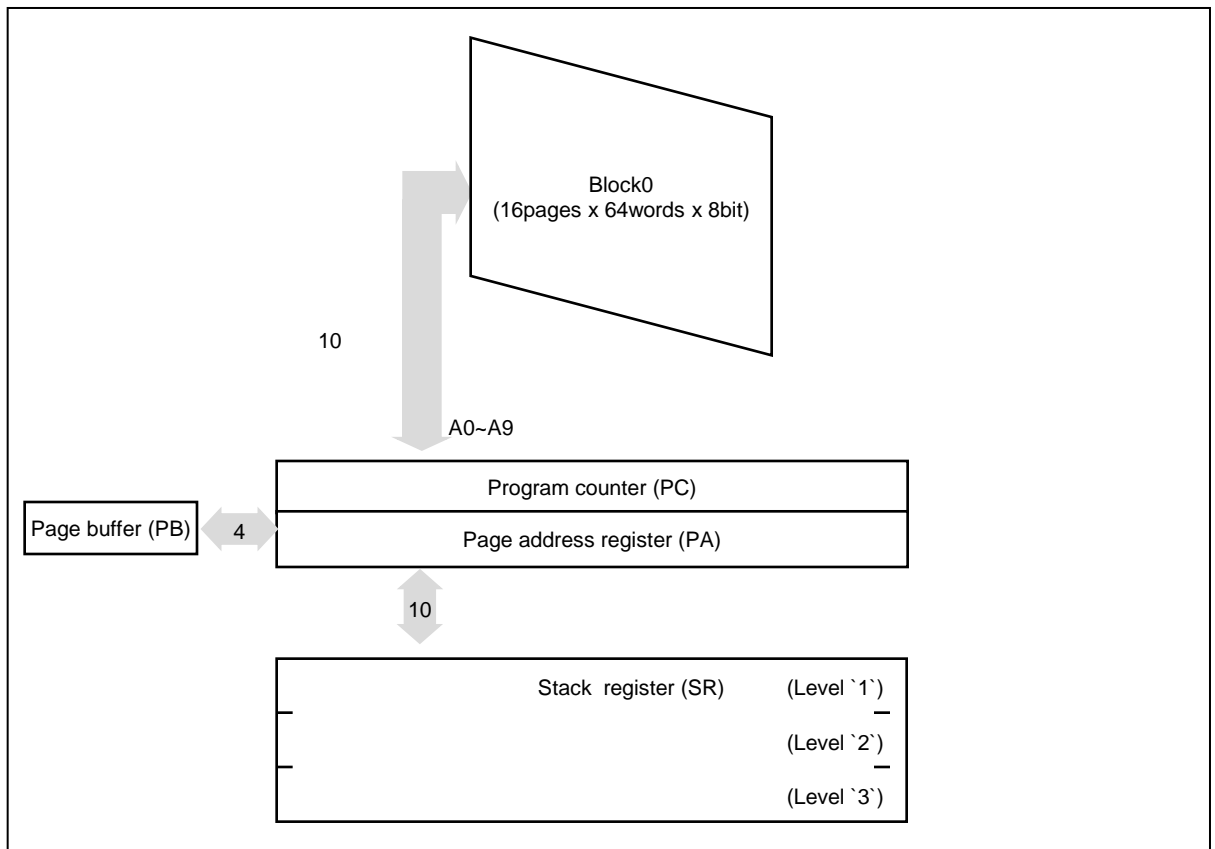 Block0
(16pages x 64words x 8bit)
10
A0~A9
Program counter (PC)
Page buffer (PB)
4
Page address register (PA)
10
Stack register (SR) (Level `1`)
(Level `2`)
(Level `3`)